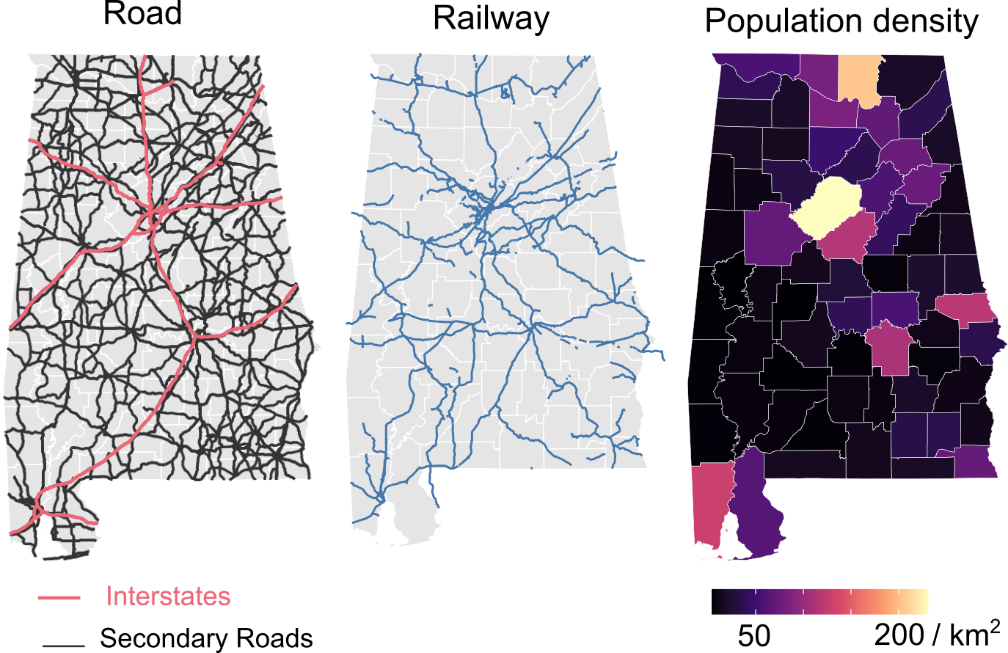 Road
Railway
Population density
Interstates
Secondary Roads
50
200 / km²